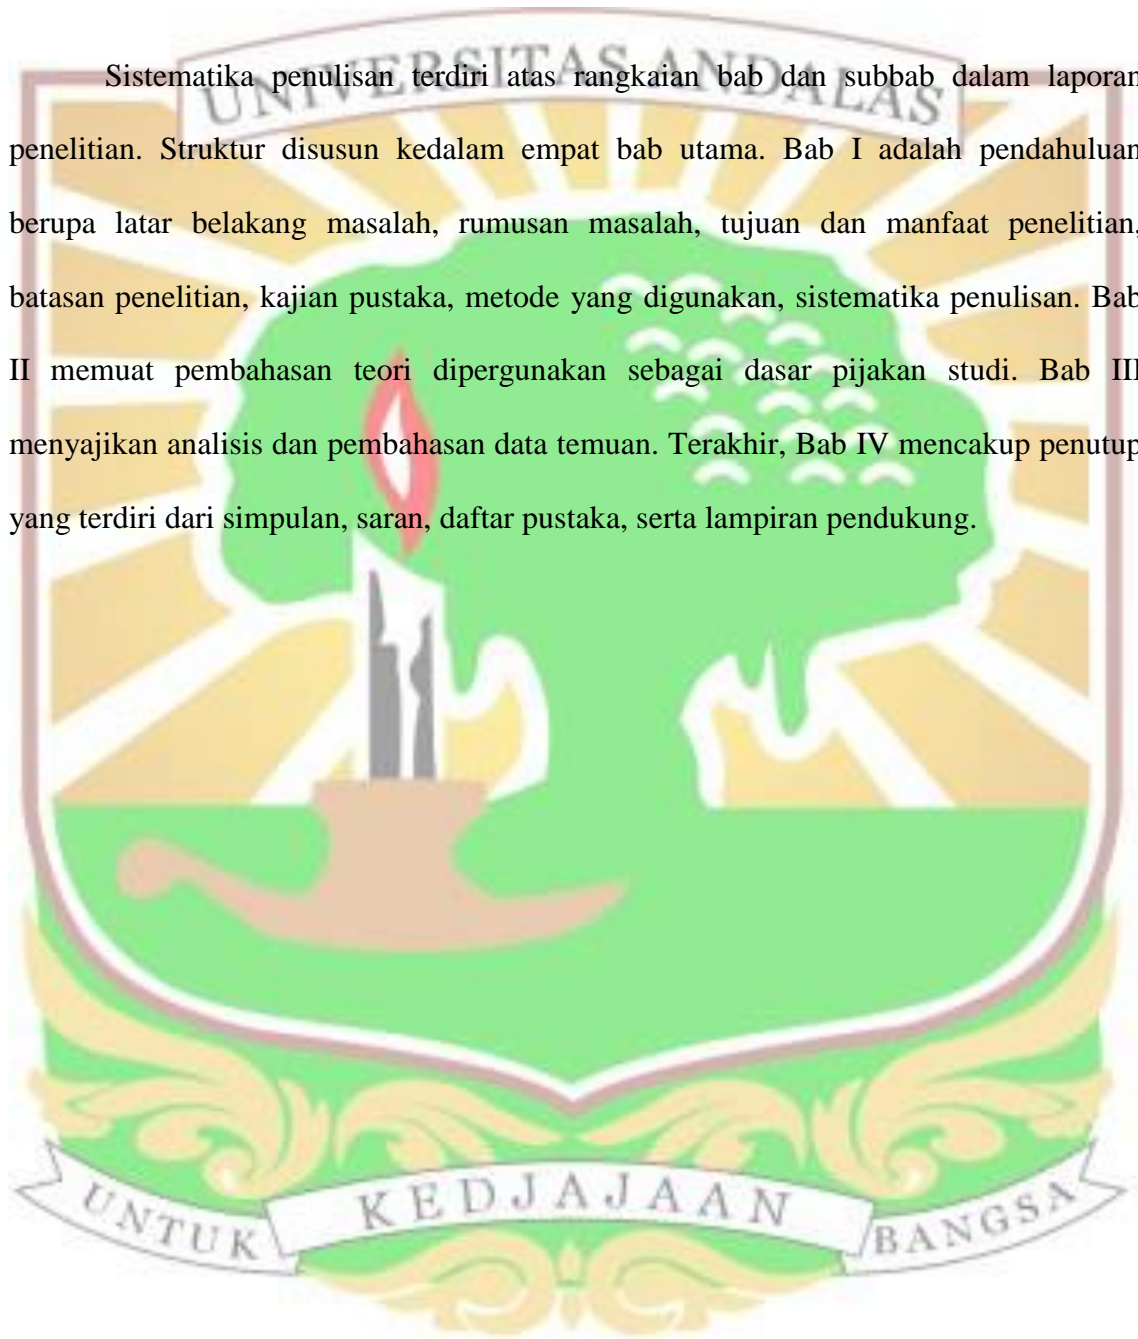 UNIVERSITAS ANDALAS
Sistematika penulisan terdiri atas rangkaian bab dan subbab dalam laporan
penelitian. Struktur disusun kedalam empat bab utama. Bab I adalah pendahuluan
berupa latar belakang masalah, rumusan masalah, tujuan dan manfaat penelitian,
batasan penelitian, kajian pustaka, metode yang digunakan, sistematika penulisan. Bab
II memuat pembahasan teori dipergunakan sebagai dasar pijakan studi. Bab III
menyajikan analisis dan pembahasan data temuan. Terakhir, Bab IV mencakup penutup
yang terdiri dari simpulan, saran, daftar pustaka, serta lampiran pendukung.
UNTUK KEDJAJAAN BANGSA